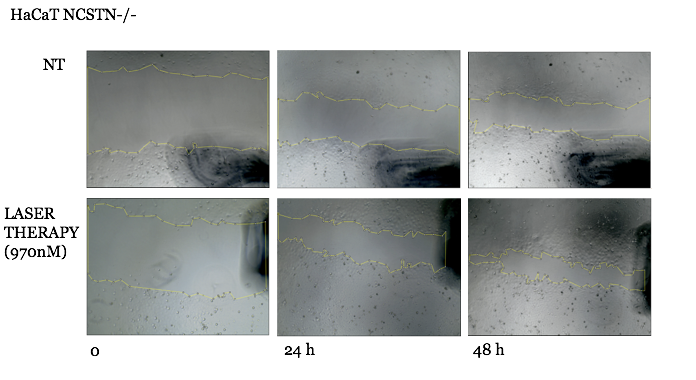 HaCaT NCSTN-/-
NT
LASER
THERAPY
(970nM)
0
24 h
48 h